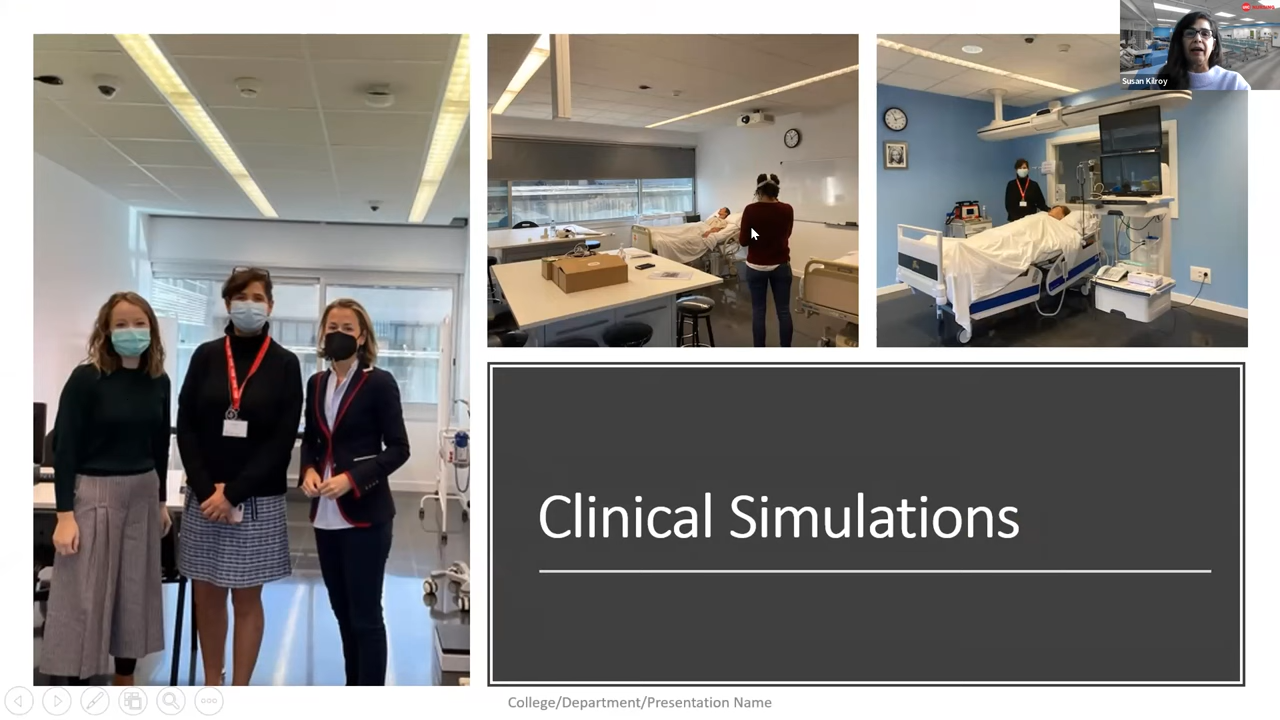 Susan Kilroy
Clinical Simulations
College/Department/Presentation Name